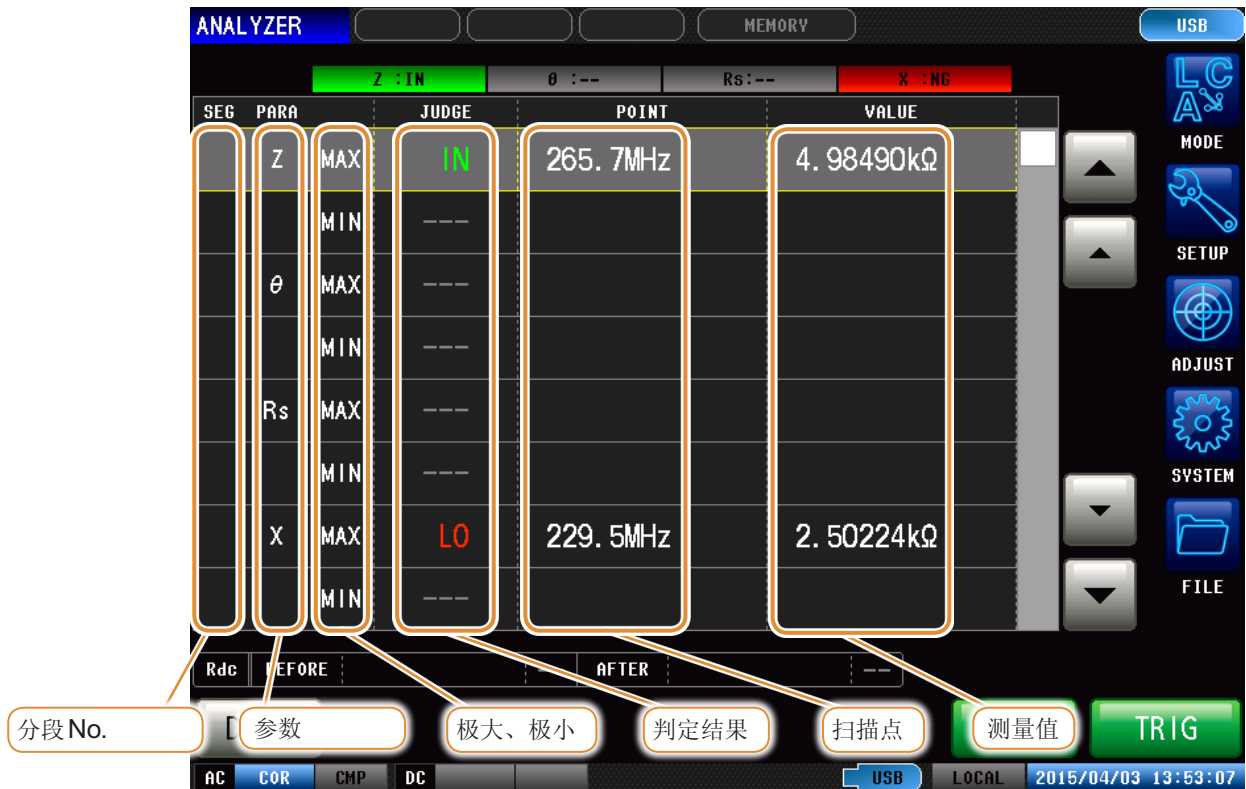 ANALYZER MEMORY USB
Z :IN θ :-- Rs:-- X :NG
SEG PARA JUDGE POINT VALUE
MODE
Z MAX IN 265.7MHz 4.98490kΩ
MIN ---
SETUP
θ MAX ---
MIN ---
ADJUST
Rs MAX ---
MIN ---
SYSTEM
X MAX LO 229.5MHz 2.50224kΩ
MIN ---
FILE
Rdc BEFORE -- AFTER --
分段No. 参数 极大、极小 判定结果 扫描点 测量值 TRIG
AC COR CMP DC USB LOCAL 2015/04/03 13:53:07